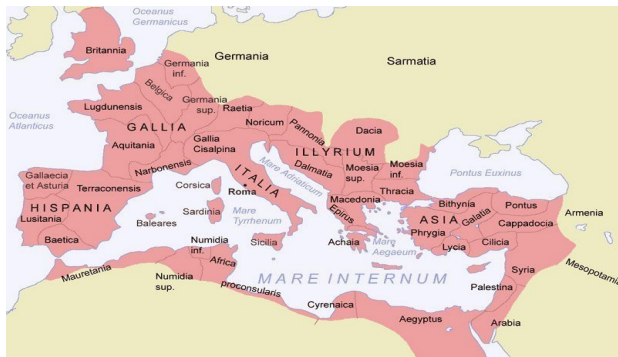 Oceanus
Germanicus
Britannia
Germania
Sarmatia
Germania
inf.
Belgica
Oceanus
Atlanticus
Lugdunensis
Germania
sup.
Raetia
Noricum
Pannonia
Dacia
GALLIA
Aquitania
Gallia
Cisalpina
ILLYRIUM
Dalmatia
Moesia
sup.
Moesia
inf.
Pontus Euxinus
Narbonensis
ITALIA
Mare Adriaticum
Thracia
Gallaecia
et Asturia
Terraconensis
Corsica
Roma
Macedonia
Epirus
Bithynia
Pontus
Galatia
Armenia
HISPANIA
Lusitania
Baetica
Baleares
Sardinia
Mare
Tyrrhenum
Sicilia
Achaia
Mare
Aegaeum
ASIA
Phrygia
Lycia
Cilicia
Cappadocia
Mesopotamia
Mauretania
Numidia
inf.
Numidia
sup.
Africa
proconsularis
MARE INTERNUM
Syria
Palestina
Cyrenaica
Aegyptus
Arabia